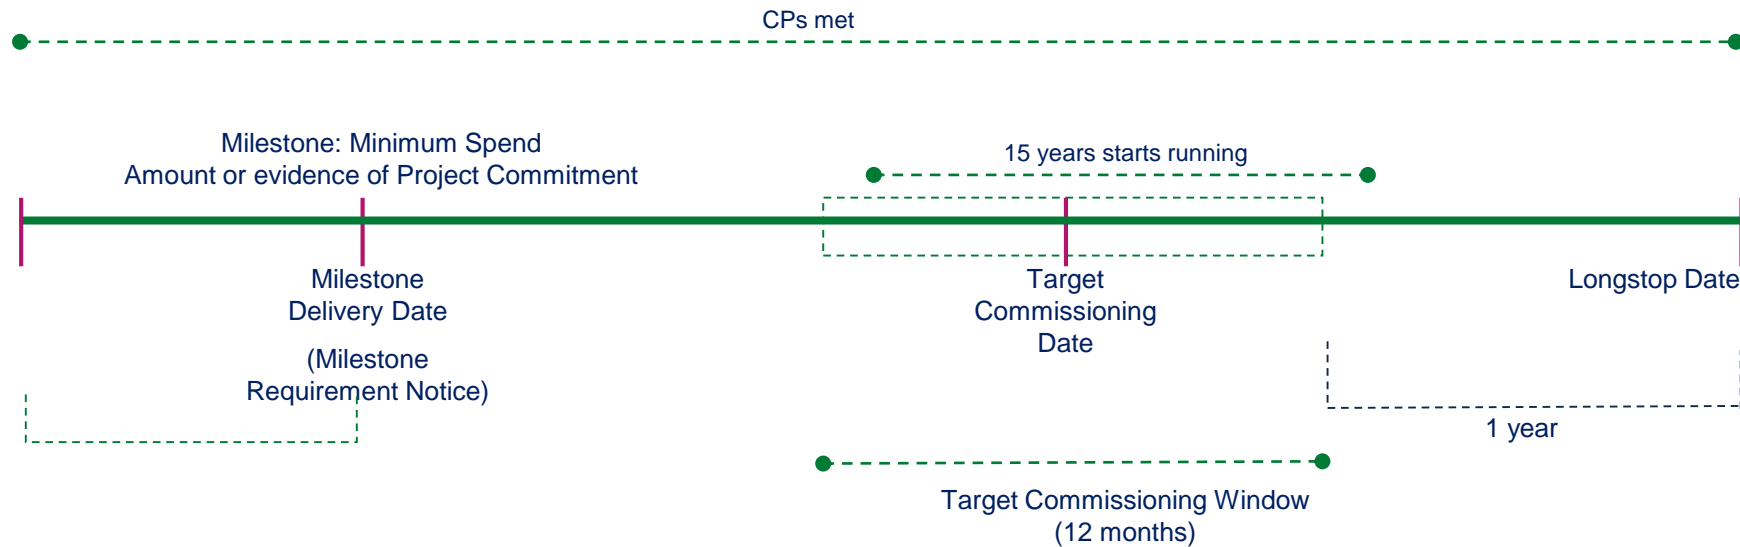 CPs met
Milestone: Minimum Spend
Amount or evidence of Project Commitment
15 years starts running
Milestone
Delivery Date
(Milestone
Requirement Notice)
Target
Commissioning
Date
Longstop Date
1 year
Target Commissioning Window
(12 months)